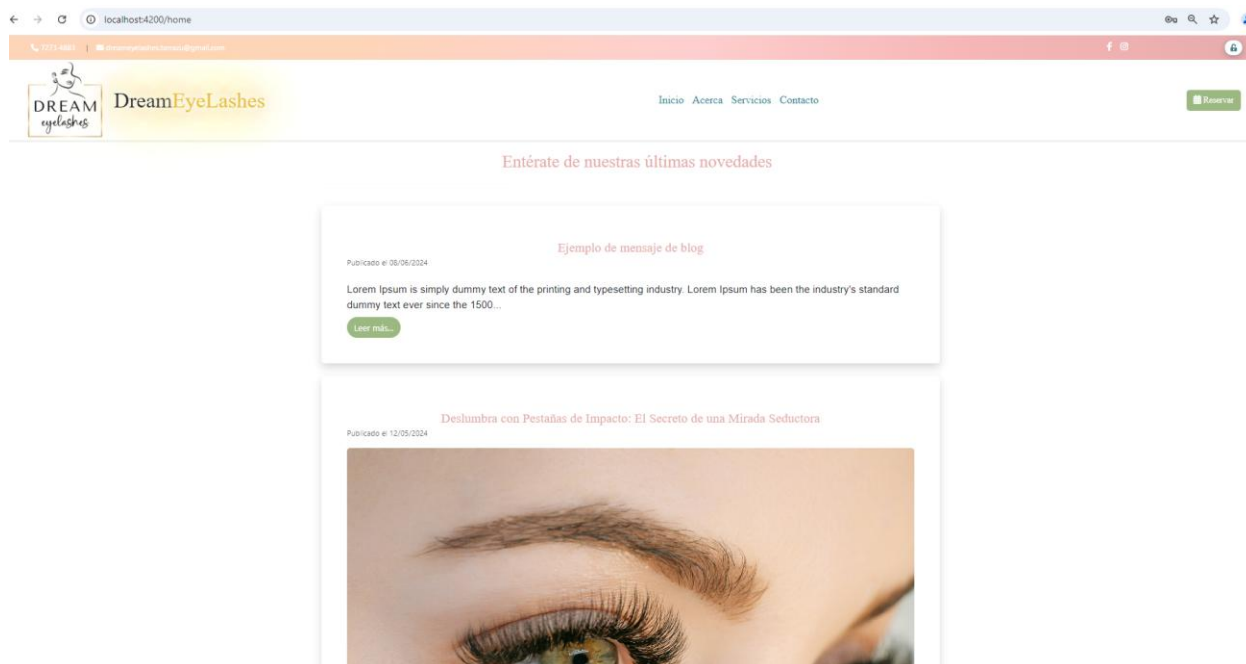 localhost:4200/home
DREAM
eyelashes
DreamEyeLashes
Inicio Acerca Servicios Contacto
Reservar
Entérate de nuestras últimas novedades
Ejemplo de mensaje de blog
Publicado el 08/06/2024
Lorem Ipsum is simply dummy text of the printing and typesetting industry. Lorem Ipsum has been the industry's standard
dummy text ever since the 1500...
Leer más...
Deslumbra con Pestañas de Impacto: El Secreto de una Mirada Seductora
Publicado el 12/05/2024